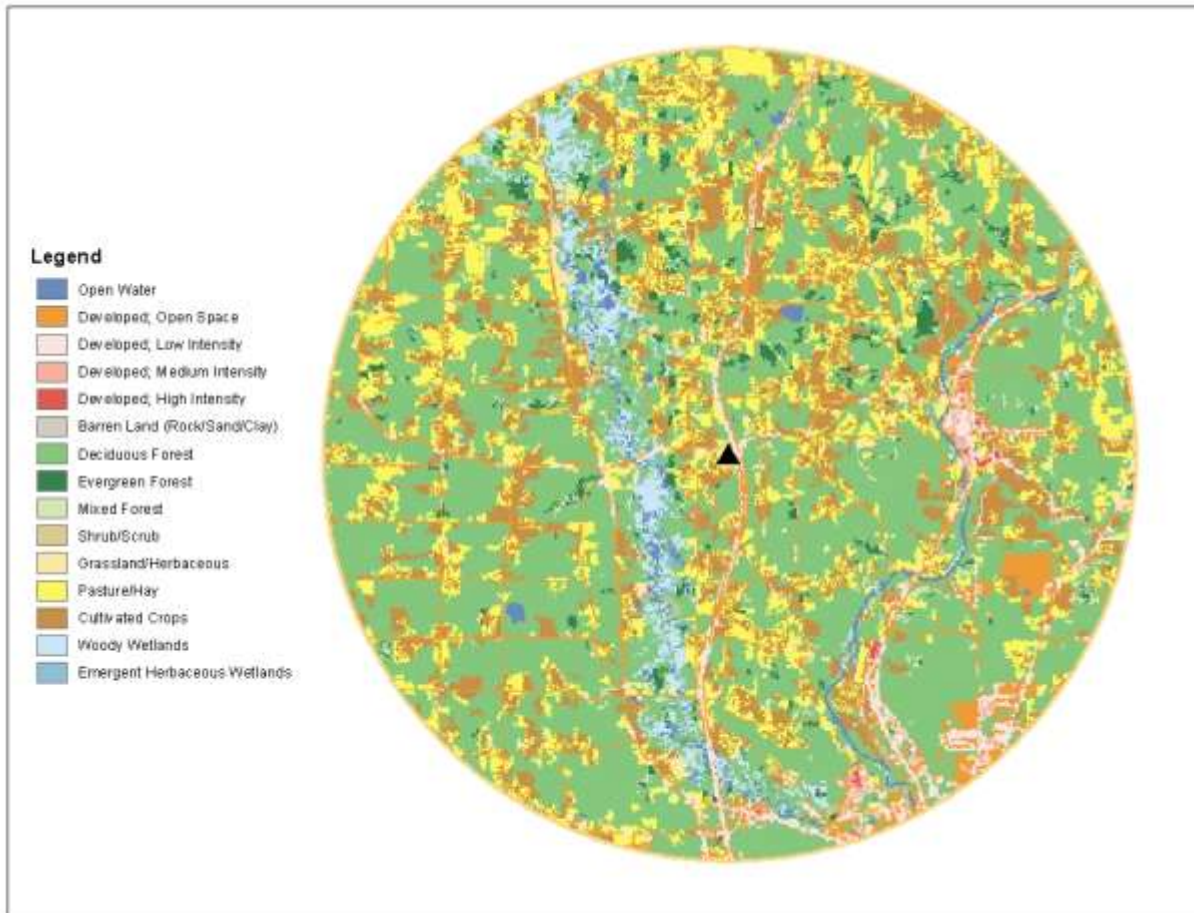 Legend
Open Water
Developed; Open Space
Developed; Low Intensity
Developed; Medium Intensity
Developed; High Intensity
Barren Land (Rock/Sand/Clay)
Deciduous Forest
Evergreen Forest
Mixed Forest
Shrub/Scrub
Grassland/Herbaceous
Pasture/Hay
Cultivated Crops
Woody Wetlands
Emergent Herbaceous Wetlands